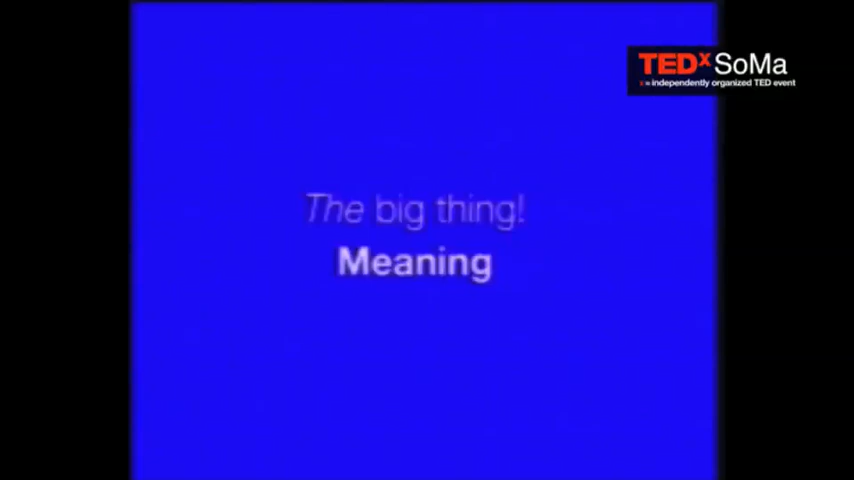 TEDxSoMa
x = independently organized TED event
The big thing!
Meaning